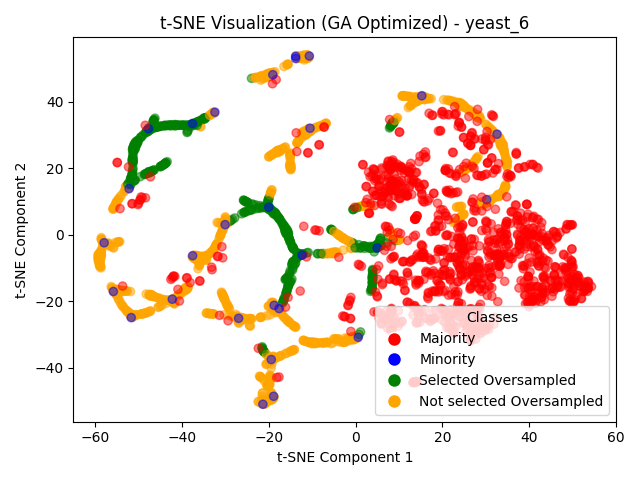 t-SNE Visualization (GA Optimized) - yeast_6
t-SNE Component 2
40
20
0
−20
−40
Classes
Majority
Minority
Selected Oversampled
Not selected Oversampled
−60
−40
−20
0
20
40
60
t-SNE Component 1